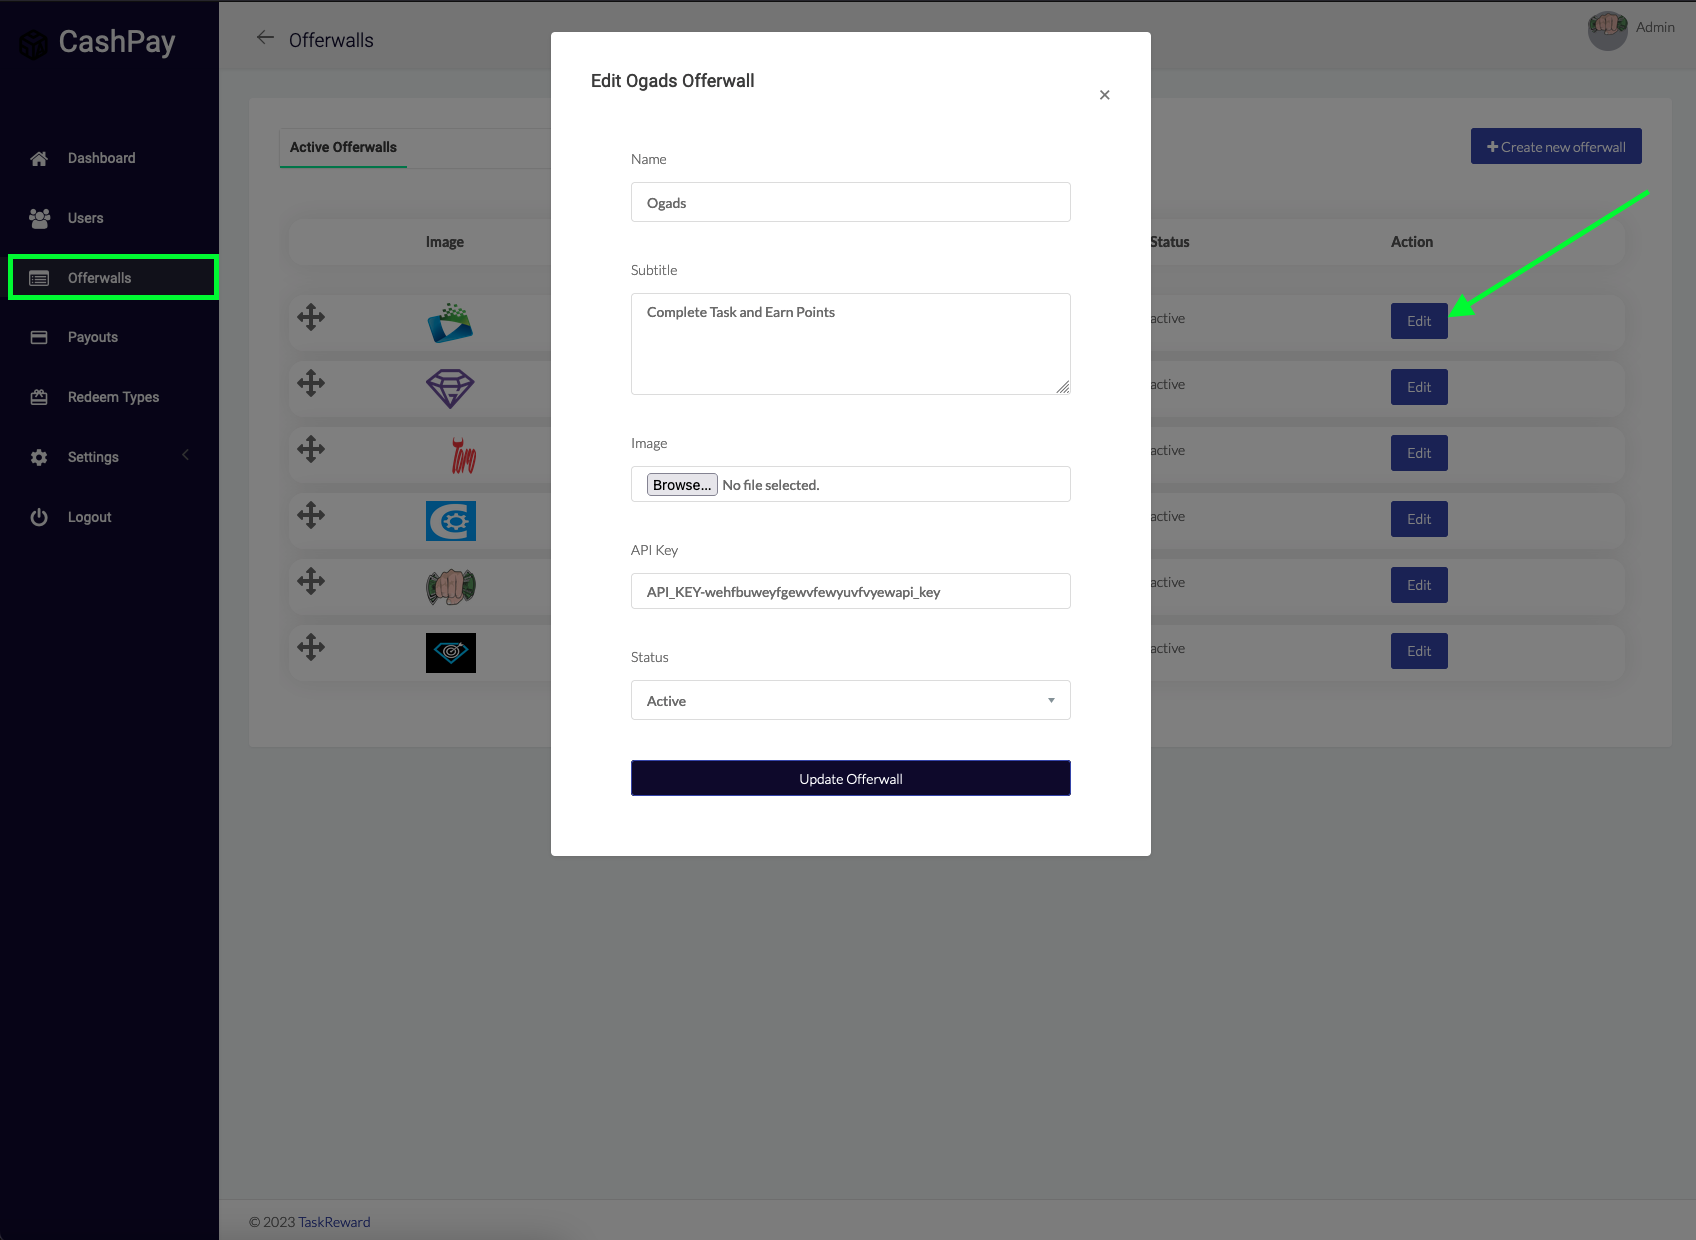 CashPay
Dashboard
Users
Offerwalls
Payouts
Redeem Types
Settings
Logout
Offerwalls
Admin
Active Offerwalls
Create new offerwall
Image
Status
Action
active
Edit
active
Edit
Toro
active
Edit
active
Edit
active
Edit
active
Edit
Edit Ogads Offerwall
×
Name
Ogads
Subtitle
Complete Task and Earn Points
Image
Browse... No file selected.
API Key
API_KEY-wehfbuweyfgewvfewyuvfvyewapi_key
Status
Active
Update Offerwall
© 2023 TaskReward